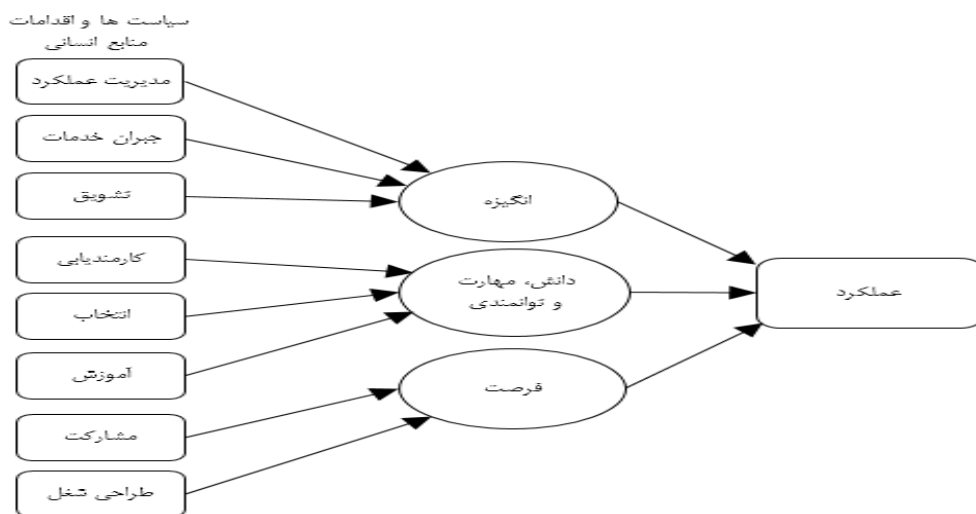 سیاست ها و اقدامات
منابع انسانی
مدیریت عملکرد
جبران خدمات
تشویق
کارمندیابی
انتخاب
آموزش
مشارکت
طراحی شغل
انگیزه
دانش، مهارت
و توانمندی
فرصت
عملکرد